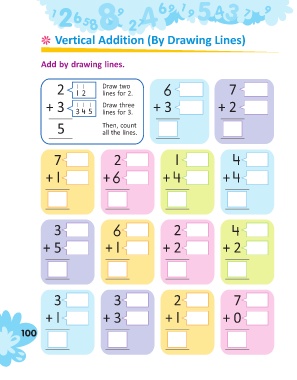 Vertical Addition (By Drawing Lines)
Add by drawing lines.
2 1 2 Draw two lines for 2.
+ 3 3 4 5 Draw three lines for 3.
5 Then, count all the lines.
6 7
+ 3 + 2
7 2 1 4
+ 1 + 6 + 4 + 4
3 6 2 4
+ 5 + 1 + 2 + 2
3 3 2 7
+ 1 + 3 + 1 + 0
100